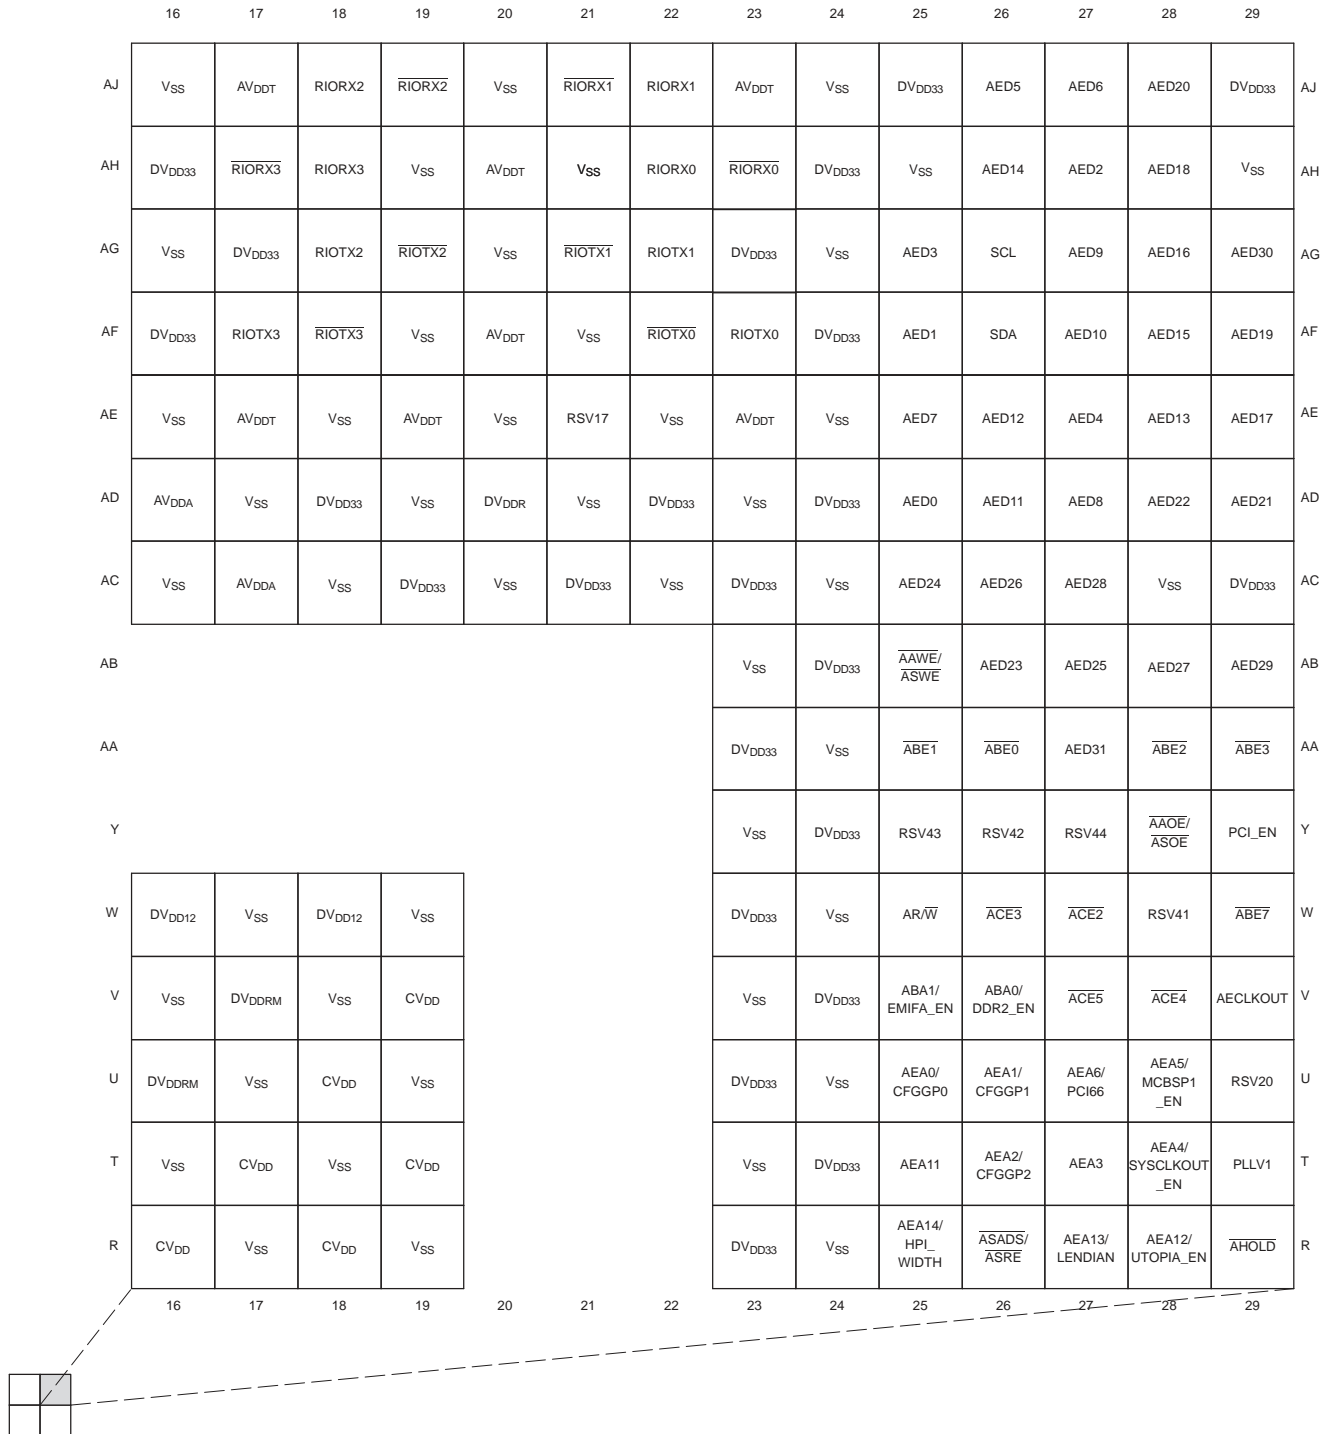 16 17 18 19 20 21 22 23 24 25 26 27 28 29
AJ VSS AVDDT RIORX2 RIORX2 VSS RIORX1 RIORX1 AVDDT VSS DVDD33 AED5 AED6 AED20 DVDD33 AJ
AH DVDD33 RIORX3 RIORX3 VSS AVDDT VSS RIORX0 RIORX0 DVDD33 VSS AED14 AED2 AED18 VSS AH
AG VSS DVDD33 RIOTX2 RIOTX2 VSS RIOTX1 RIOTX1 DVDD33 VSS AED3 SCL AED9 AED16 AED30 AG
AF DVDD33 RIOTX3 RIOTX3 VSS AVDDT VSS RIOTX0 RIOTX0 DVDD33 AED1 SDA AED10 AED15 AED19 AF
AE VSS AVDDT VSS AVDDT VSS RSV17 VSS AVDDT VSS AED7 AED12 AED4 AED13 AED17 AE
AD AVDDA VSS DVDD33 VSS DVDDR VSS DVDD33 VSS DVDD33 AED0 AED11 AED8 AED22 AED21 AD
AC VSS AVDDA VSS DVDD33 VSS DVDD33 VSS DVDD33 VSS AED24 AED26 AED28 VSS DVDD33 AC
AB VSS DVDD33 AAWE/ ASWE AED23 AED25 AED27 AED29 AB
AA DVDD33 VSS ABE1 ABE0 AED31 ABE2 ABE3 AA
Y VSS DVDD33 RSV43 RSV42 RSV44 AAOE/ ASOE PCI_EN Y
W DVDD12 VSS DVDD12 VSS DVDD33 VSS AR/W ACE3 ACE2 RSV41 ABE7 W
V VSS DVDDRM VSS CVDD VSS DVDD33 ABA1/ EMIFA_EN ABA0/ DDR2_EN ACE5 ACE4 AECLKOUT V
U DVDDRM VSS CVDD VSS DVDD33 VSS AEA0/ CFGGP0 AEA1/ CFGGP1 AEA6/ PCI66 AEA5/ MCBSP1 _EN RSV20 U
T VSS CVDD VSS CVDD VSS DVDD33 AEA11 AEA2/ CFGGP2 AEA3 AEA4/ SYSCLKOUT _EN PLLV1 T
R CVDD VSS CVDD VSS DVDD33 VSS AEA14/ HPI_ WIDTH ASADS/ ASRE AEA13/ LENDIAN AEA12/ UTOPIA_EN AHOLD R
16 17 18 19 20 21 22 23 24 25 26 27 28 29